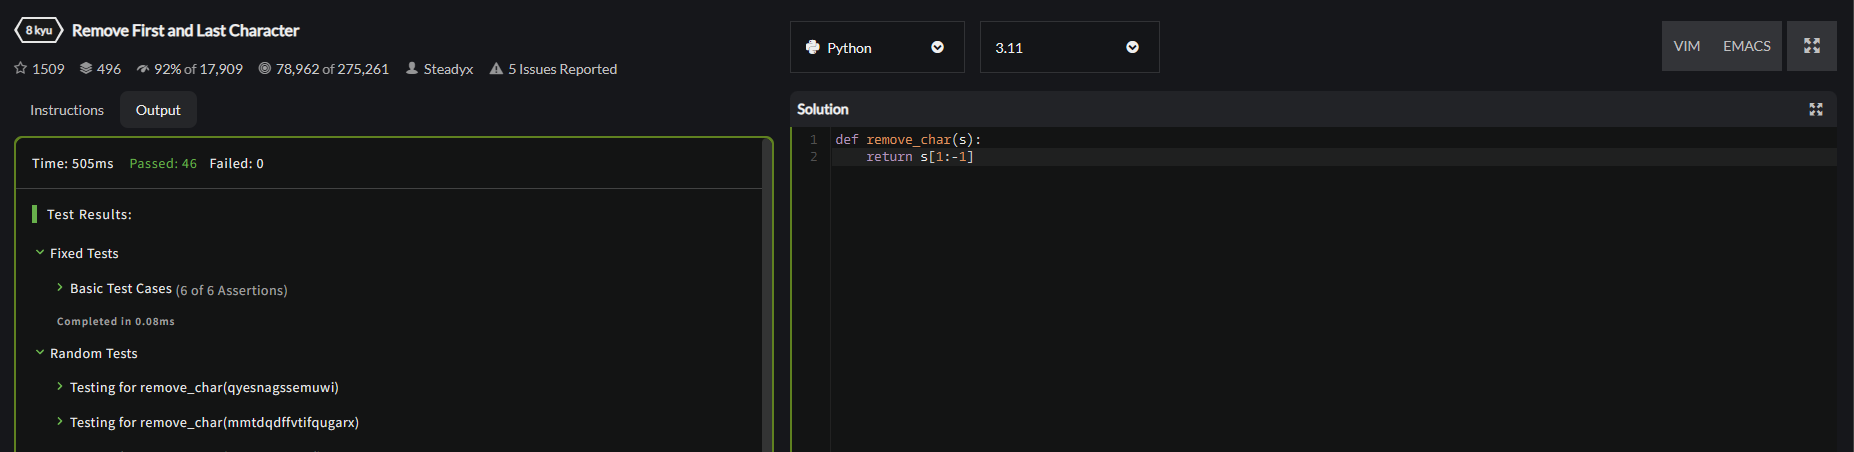 8 kyu Remove First and Last Character
1509 496 92% of 17,909 78,962 of 275,261 Steadyx 5 Issues Reported
Instructions Output
Time: 505ms Passed: 46 Failed: 0
Test Results:
Fixed Tests
Basic Test Cases (6 of 6 Assertions)
Completed in 0.08ms
Random Tests
Testing for remove_char(qyesnagssemuwi)
Testing for remove_char(mmtdqdffvtifqugarx)
Python 3.11 VIM EMACS
Solution
1 def remove_char(s):
2 return s[1:-1]